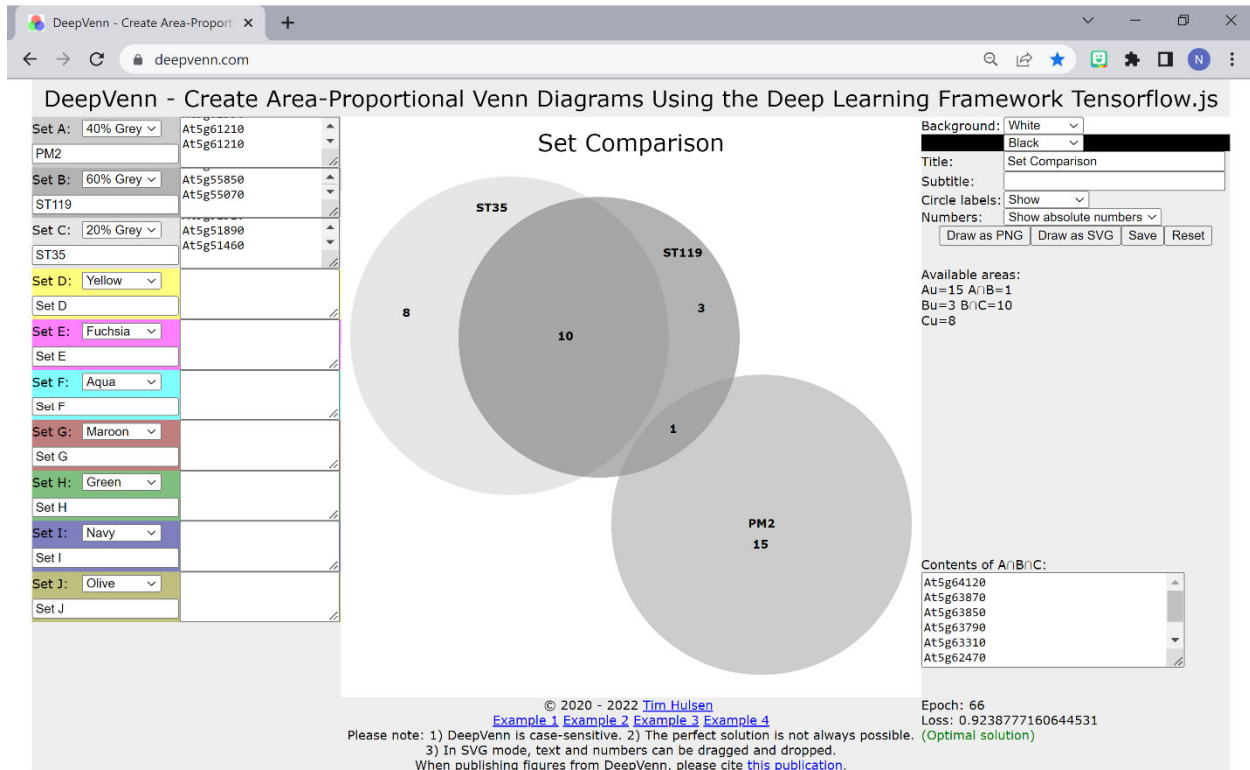 DeepVenn - Create Area-Proport
deepvenn.com
N
DeepVenn - Create Area-Proportional Venn Diagrams Using the Deep Learning Framework Tensorflow.js
Set A: 40% Grey
PM2
At5g61210
At5g61210
Set B: 60% Grey
ST119
At5g55850
At5g55070
Set C: 20% Grey
ST35
At5g51890
At5g51460
Set D: Yellow
Set D
Set E: Fuchsia
Set E
Set F: Aqua
Set F
Set G: Maroon
Set G
Set H: Green
Set H
Set I: Navy
Set I
Set J: Olive
Set J
Set Comparison
ST35
ST119
8
3
10
1
PM2
15
Background: White
Black
Title: Set Comparison
Subtitle:
Circle labels: Show
Numbers: Show absolute numbers
Draw as PNG Draw as SVG Save Reset
Available areas:
Au=15 A∩B=1
Bu=3 B∩C=10
Cu=8
Contents of A∩B∩C:
At5g64120
At5g63870
At5g63850
At5g63790
At5g63310
At5g62470
Epoch: 66
Loss: 0.9238777160644531
(Optimal solution)
© 2020 - 2022 Tim Hulsen
Example 1 Example 2 Example 3 Example 4
Please note: 1) DeepVenn is case-sensitive. 2) The perfect solution is not always possible.
3) In SVG mode, text and numbers can be dragged and dropped.
When publishing figures from DeepVenn, please cite this publication.